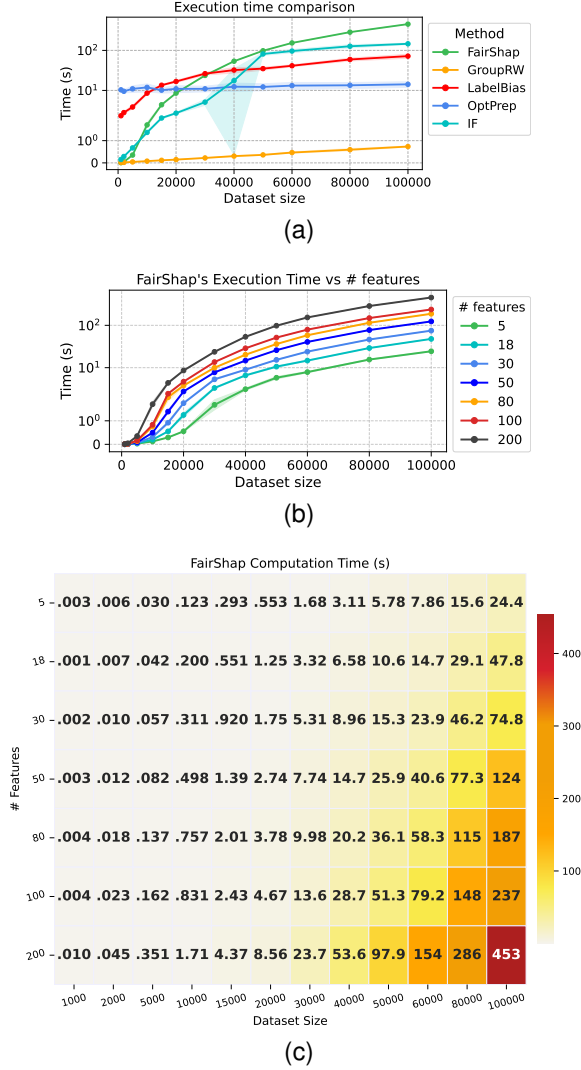 Execution time comparison
Time (s)
10²
10¹
10⁰
0
0 20000 40000 60000 80000 100000
Dataset size
Method
FairShap
GroupRW
LabelBias
OptPrep
IF
(a)
FairShap's Execution Time vs # features
Time (s)
10²
10¹
10⁰
0
0 20000 40000 60000 80000 100000
Dataset size
# features
5
18
30
50
80
100
200
(b)
FairShap Computation Time (s)
# Features
5 .003 .006 .030 .123 .293 .553 1.68 3.11 5.78 7.86 15.6 24.4
18 .001 .007 .042 .200 .551 1.25 3.32 6.58 10.6 14.7 29.1 47.8
30 .002 .010 .057 .311 .920 1.75 5.31 8.96 15.3 23.9 46.2 74.8
50 .003 .012 .082 .498 1.39 2.74 7.74 14.7 25.9 40.6 77.3 124
80 .004 .018 .137 .757 2.01 3.78 9.98 20.2 36.1 58.3 115 187
100 .004 .023 .162 .831 2.43 4.67 13.6 28.7 51.3 79.2 148 237
200 .010 .045 .351 1.71 4.37 8.56 23.7 53.6 97.9 154 286 453
1000 2000 5000 10000 15000 20000 30000 40000 50000 60000 80000 100000
Dataset Size
400
300
200
100
(c)